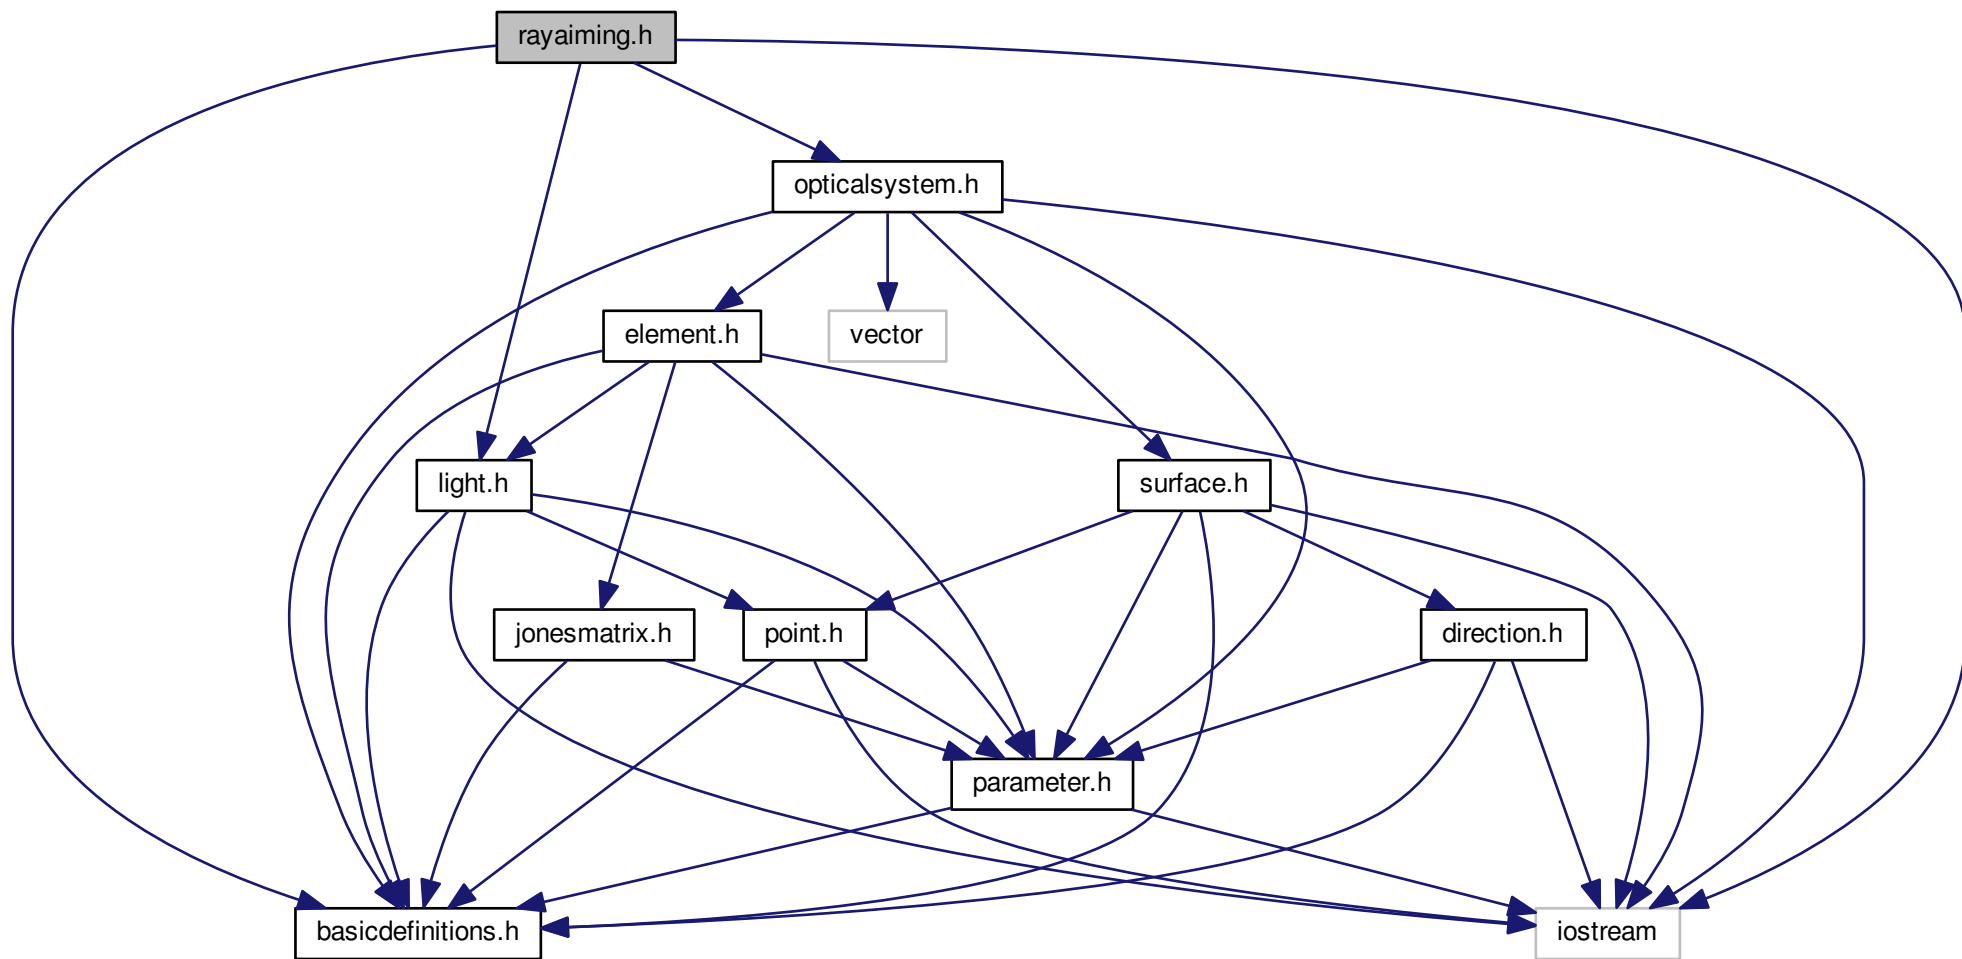 rayaiming.h
opticalsystem.h
element.h
vector
light.h
surface.h
jonesmatrix.h
point.h
direction.h
parameter.h
basicdefinitions.h
iostream